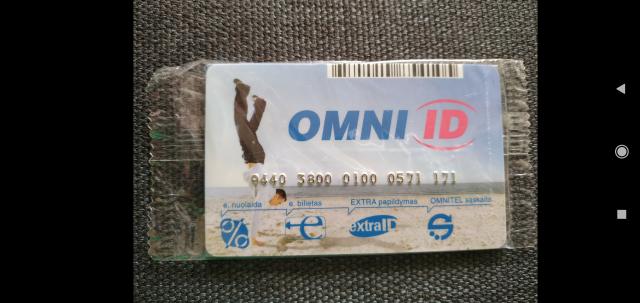 OMNI ID
9440 3800 0100 0571 171
e. nuolaida e. bilietas EXTRA papildymas OMNITEL sąskaita
% e extraID S